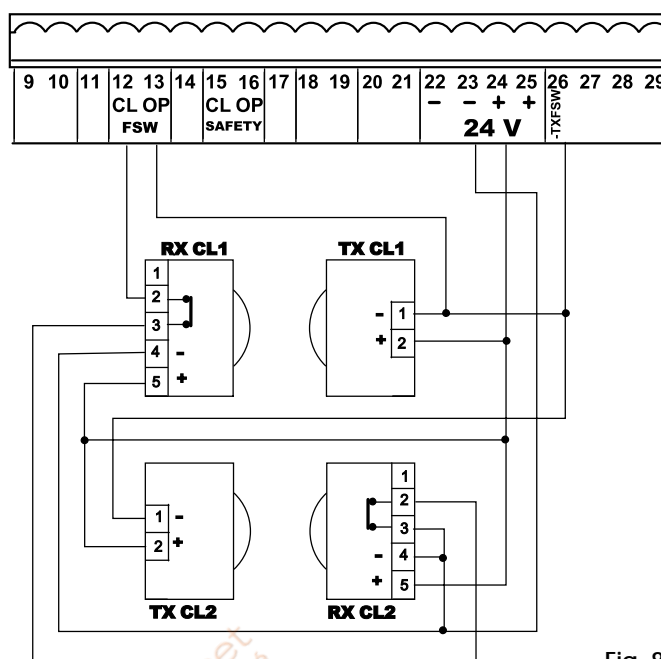 9 10 11 12 13 14 15 16 17 18 19 20 21 22 23 24 25 26 27 28 29
CL OP CL OP - - + +
FSW SAFETY 24 V -TXFSW
RX CL1 TX CL1
1
2
3
4 -
5 +
- 1
+ 2
1 -
2 +
1
2
3
- 4
+ 5
TX CL2 RX CL2